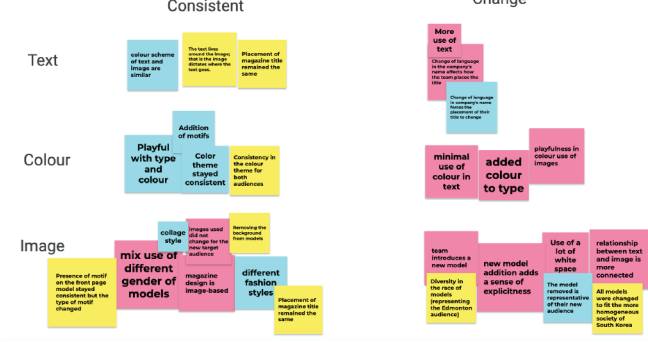 Consistent
Change
Text
colour scheme
of text and
image are
similar
The text lives
around the image;
that is the image
dictates where the
text goes.
Placement of
magazine title
remained the
same
More
use of
text
Change of language
in the company's
name affects how
the team places the
title
Change of language
in company's name
forces the
placement of their
title to change
Colour
Addition
of motifs
Playful
with type
and
colour
Color
theme
stayed
consistent
Consistency in
the colour
theme for
both
audiences
minimal
use of
colour in
text
added
colour
to type
playfulness in
colour use of
images
Image
collage
style
images used
did not
change for the
new target
audience
Removing the
background
from models
Presence of motif
on the front page
model stayed
consistent but the
type of motif
changed
mix use of
different
gender of
models
magazine
design is
image-based
different
fashion
styles
Placement of
magazine title
remained the
same
team
introduces a
new model
Diversity in
the race of
models
(representing
the Edmonton
audience)
new model
addition adds
a sense of
explicitness
Use of a
lot of
white
space
The model
removed is
representative
of their new
audience
relationship
between text
and image is
more
connected
All models
were changed
to fit the more
homogeneous
society of
South Korea